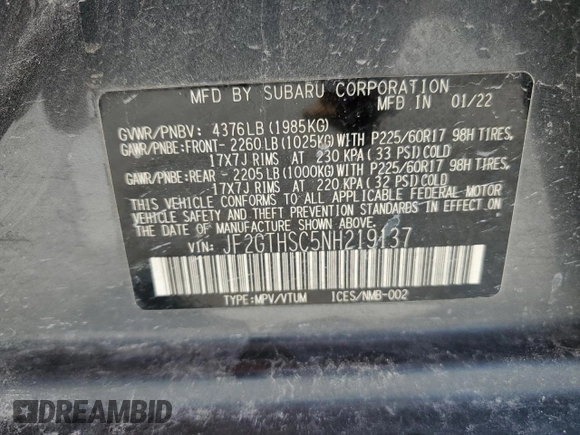 MFD BY SUBARU CORPORATION
MFD IN 01/22
GVWR/PNBV: 4376LB(1985KG)
GAWR/PNBE:FRONT- 2260LB(1025KG)WITH P225/60R17 98H TIRES,
17X7J RIMS AT 230 KPA(33 PSI)COLD
GAWR/PNBE:REAR - 2205LB(1000KG)WITH P225/60R17 98H TIRES,
17X7J RIMS AT 220 KPA(32 PSI)COLD
THIS VEHICLE CONFORMS TO ALL APPLICABLE FEDERAL MOTOR
VEHICLE SAFETY AND THEFT PREVENTION STANDARDS IN EFFECT ON
THE DATE OF MANUFACTURE SHOWN ABOVE.
VIN: JF2GTHSC5NH219137
TYPE:MPV/VTUM ICES/NMB-002
DREAMBID